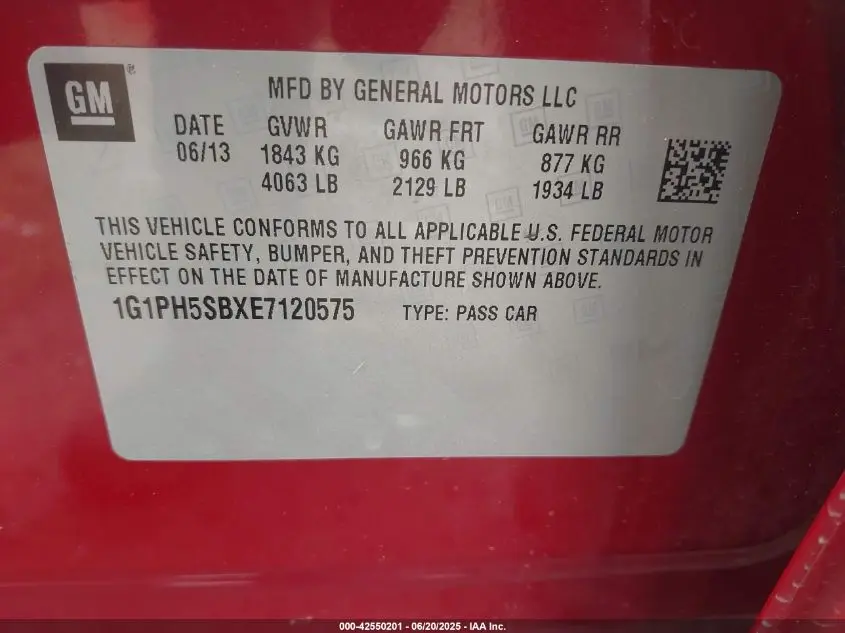 GM®
MFD BY GENERAL MOTORS LLC
DATE GVWR GAWR FRT GAWR RR
06/13 1843 KG 966 KG 877 KG
4063 LB 2129 LB 1934 LB
THIS VEHICLE CONFORMS TO ALL APPLICABLE U.S. FEDERAL MOTOR
VEHICLE SAFETY, BUMPER, AND THEFT PREVENTION STANDARDS IN
EFFECT ON THE DATE OF MANUFACTURE SHOWN ABOVE.
1G1PH5SBXE7120575 TYPE: PASS CAR
000-42550201 - 06/20/2025 - IAA Inc.